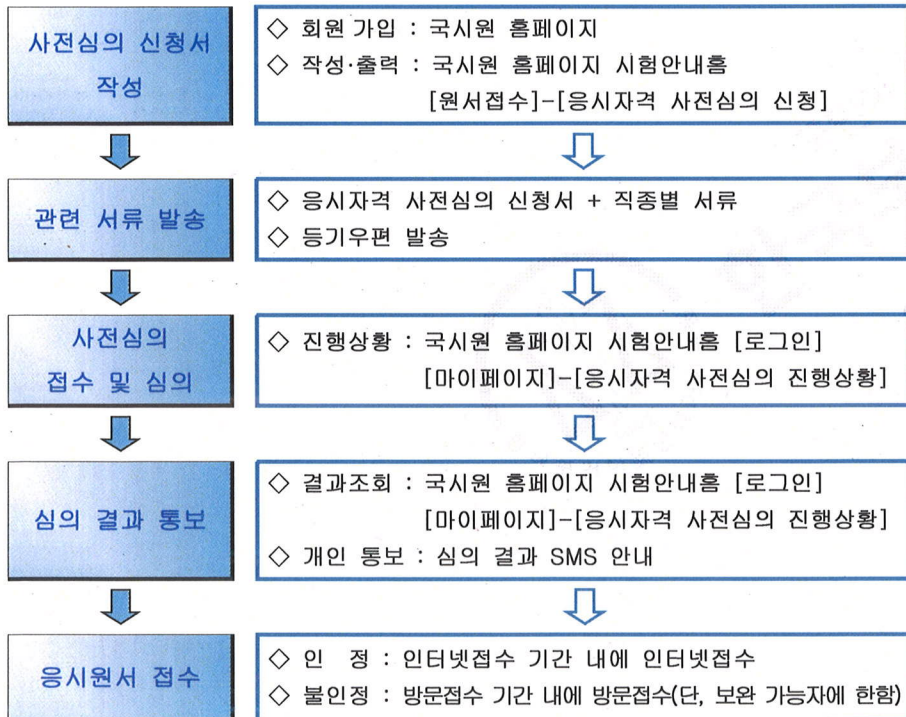 사전심의 신청서
작성
◇ 회원 가입 : 국시원 홈페이지
◇ 작성·출력 : 국시원 홈페이지 시험안내홈
[원서접수]-[응시자격 사전심의 신청]
관련 서류 발송
◇ 응시자격 사전심의 신청서 + 직종별 서류
◇ 등기우편 발송
사전심의
접수 및 심의
◇ 진행상황 : 국시원 홈페이지 시험안내홈 [로그인]
[마이페이지]-[응시자격 사전심의 진행상황]
심의 결과 통보
◇ 결과조회 : 국시원 홈페이지 시험안내홈 [로그인]
[마이페이지]-[응시자격 사전심의 진행상황]
◇ 개인 통보 : 심의 결과 SMS 안내
응시원서 접수
◇ 인 정 : 인터넷접수 기간 내에 인터넷접수
◇ 불인정 : 방문접수 기간 내에 방문접수(단, 보완 가능자에 한함)